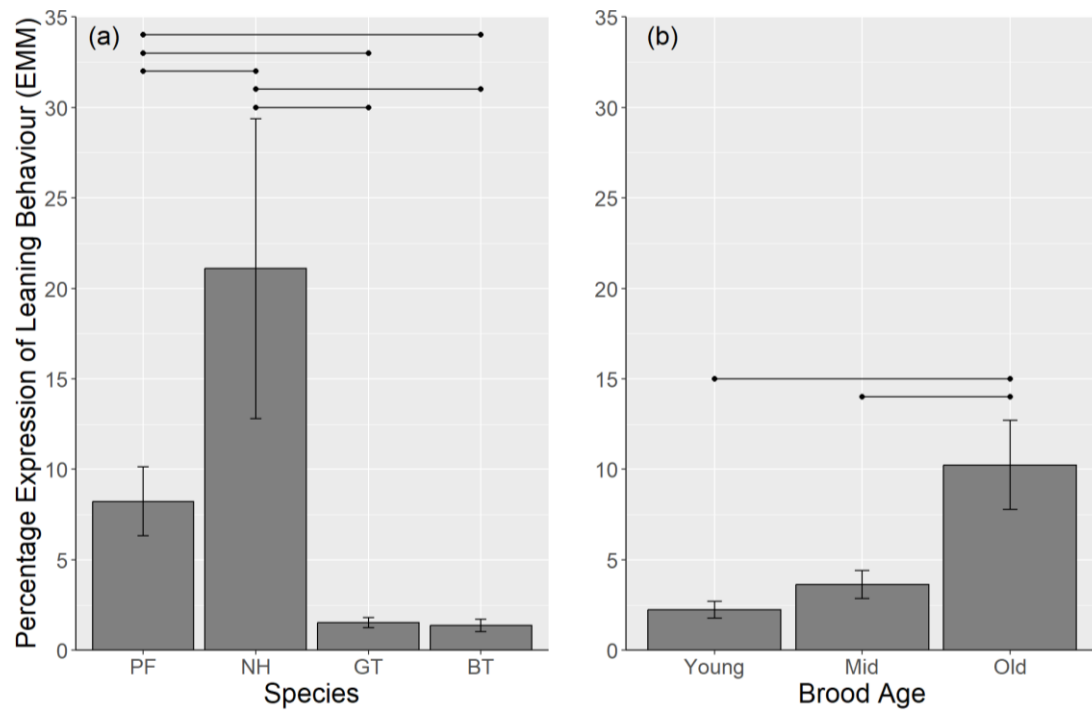 Percentage Expression of Leaning Behaviour (EMM)
(a)
35
30
25
20
15
10
5
0
PF NH GT BT
Species
(b)
35
30
25
20
15
10
5
0
Young Mid Old
Brood Age